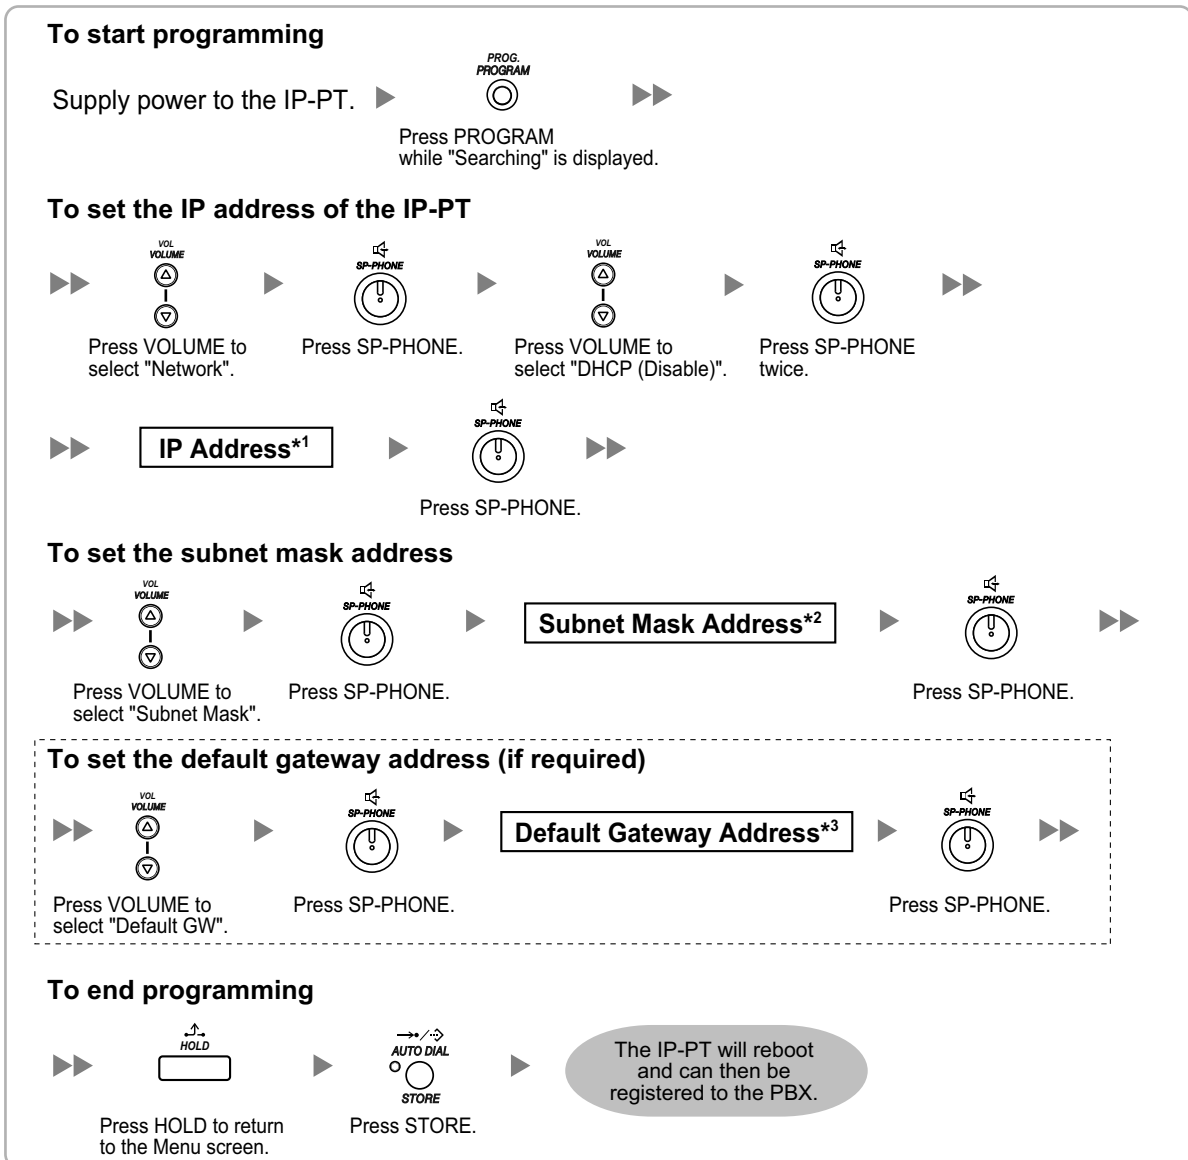 To start programming
Supply power to the IP-PT.
PROG.
PROGRAM
Press PROGRAM
while "Searching" is displayed.
To set the IP address of the IP-PT
VOL
VOLUME
Press VOLUME to
select "Network".
SP-PHONE
Press SP-PHONE.
VOL
VOLUME
Press VOLUME to
select "DHCP (Disable)".
SP-PHONE
Press SP-PHONE
twice.
IP Address*1
SP-PHONE
Press SP-PHONE.
To set the subnet mask address
VOL
VOLUME
Press VOLUME to
select "Subnet Mask".
SP-PHONE
Press SP-PHONE.
Subnet Mask Address*2
SP-PHONE
Press SP-PHONE.
To set the default gateway address (if required)
VOL
VOLUME
Press VOLUME to
select "Default GW".
SP-PHONE
Press SP-PHONE.
Default Gateway Address*3
SP-PHONE
Press SP-PHONE.
To end programming
HOLD
Press HOLD to return
to the Menu screen.
AUTO DIAL
STORE
Press STORE.
The IP-PT will reboot
and can then be
registered to the PBX.